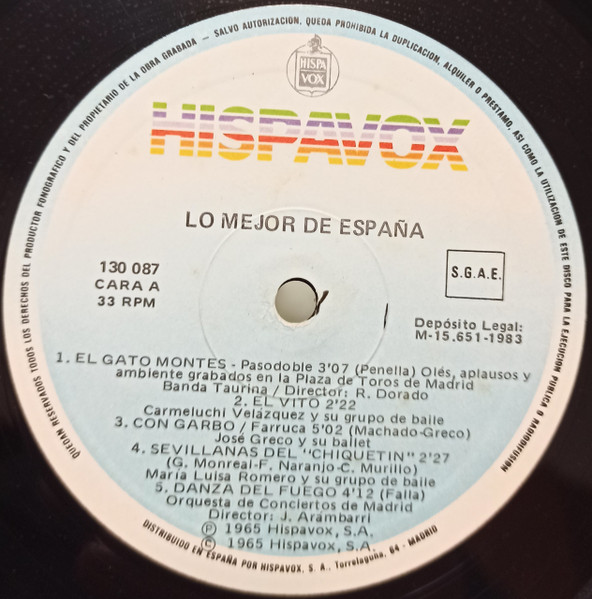 QUEDAN RESERVADOS TODOS LOS DERECHOS DEL PRODUCTOR FONOGRAFICO Y DEL PROPIETARIO DE LA OBRA GRABADA - SALVO AUTORIZACION, QUEDA PROHIBIDA LA DUPLICACION, ALQUILER O PRESTAMO, ASI COMO LA UTILIZACION DE ESTE DISCO PARA LA EJECUCION PUBLICA O RADIODIFUSION
HISPA
VOX
HISPAVOX
LO MEJOR DE ESPAÑA
130 087
CARA A
33 RPM
S.G.A.E.
Depósito Legal:
M-15.651-1983
1. EL GATO MONTES - Pasodoble 3'07 (Penella) Olés, aplausos y
ambiente grabados en la Plaza de Toros de Madrid
Banda Taurina / Director: R. Dorado
2. EL VITO 2'22
Carmeluchi Velázquez y su grupo de baile
3. CON GARBO / Farruca 5'02 (Machado-Greco)
José Greco y su ballet
4. SEVILLANAS DEL "CHIQUETIN" 2'27
(G. Monreal-F. Naranjo-C. Murillo)
María Luisa Romero y su grupo de baile
5. DANZA DEL FUEGO 4'12 (Falla)
Orquesta de Conciertos de Madrid
Director: J. Arámbarri
Ⓟ 1965 Hispavox, S.A.
© 1965 Hispavox, S.A.
DISTRIBUIDO EN ESPAÑA POR HISPAVOX, S. A., Torrelaguna, 64 - MADRID